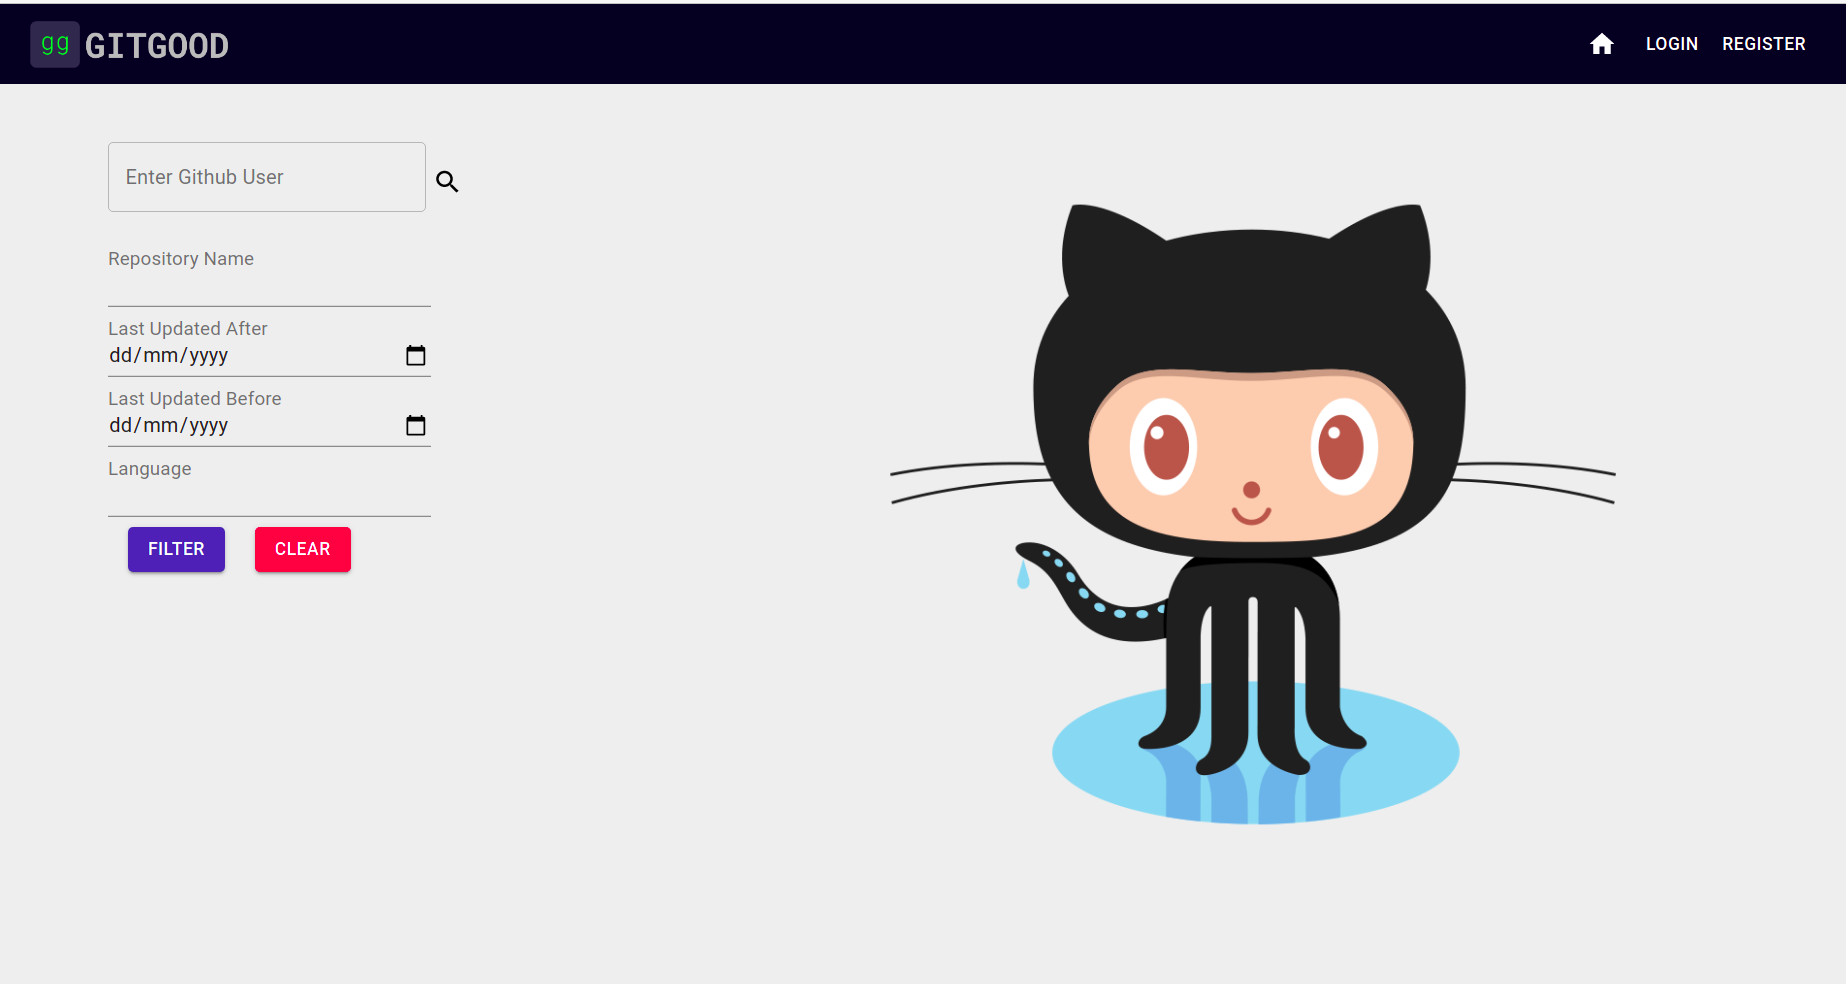 gg GITGOOD
LOGIN REGISTER
Enter Github User
Repository Name
Last Updated After
dd/mm/yyyy
Last Updated Before
dd/mm/yyyy
Language
FILTER CLEAR